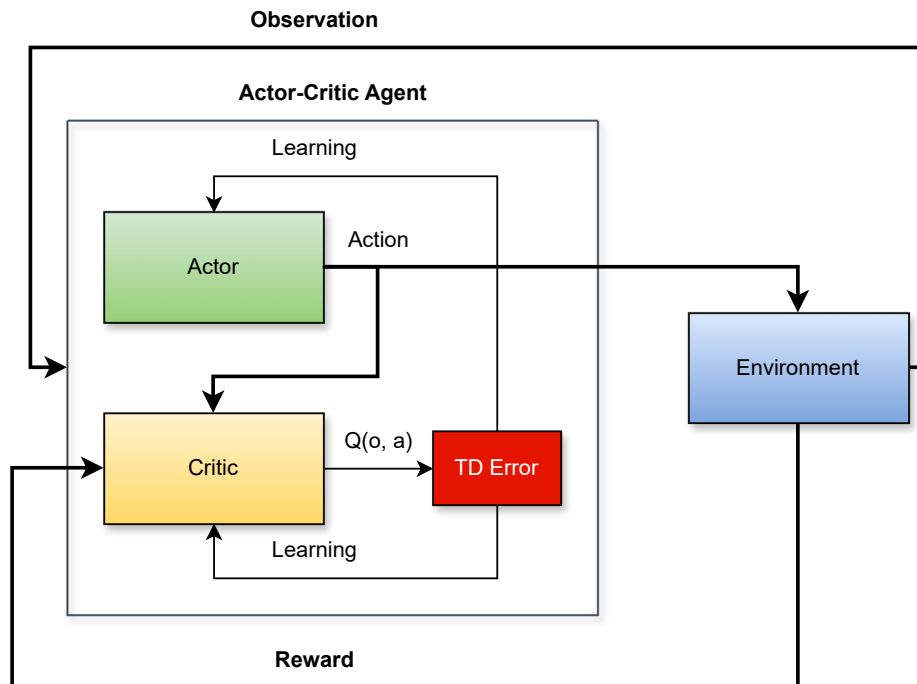 Observation
Actor-Critic Agent
Learning
Action
Actor
Environment
Q(o, a)
Critic
TD Error
Learning
Reward